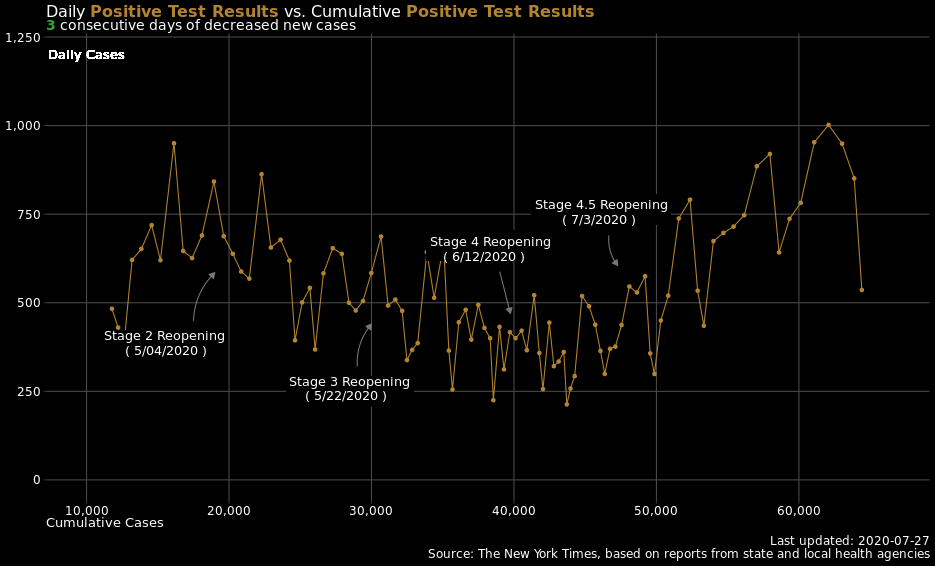 Daily Positive Test Results vs. Cumulative Positive Test Results
3 consecutive days of decreased new cases
1,250
Daily Cases
1,000
750
500
250
0
Stage 4.5 Reopening
( 7/3/2020 )
Stage 4 Reopening
( 6/12/2020 )
Stage 2 Reopening
( 5/04/2020 )
Stage 3 Reopening
( 5/22/2020 )
10,000 20,000 30,000 40,000 50,000 60,000
Cumulative Cases
Last updated: 2020-07-27
Source: The New York Times, based on reports from state and local health agencies